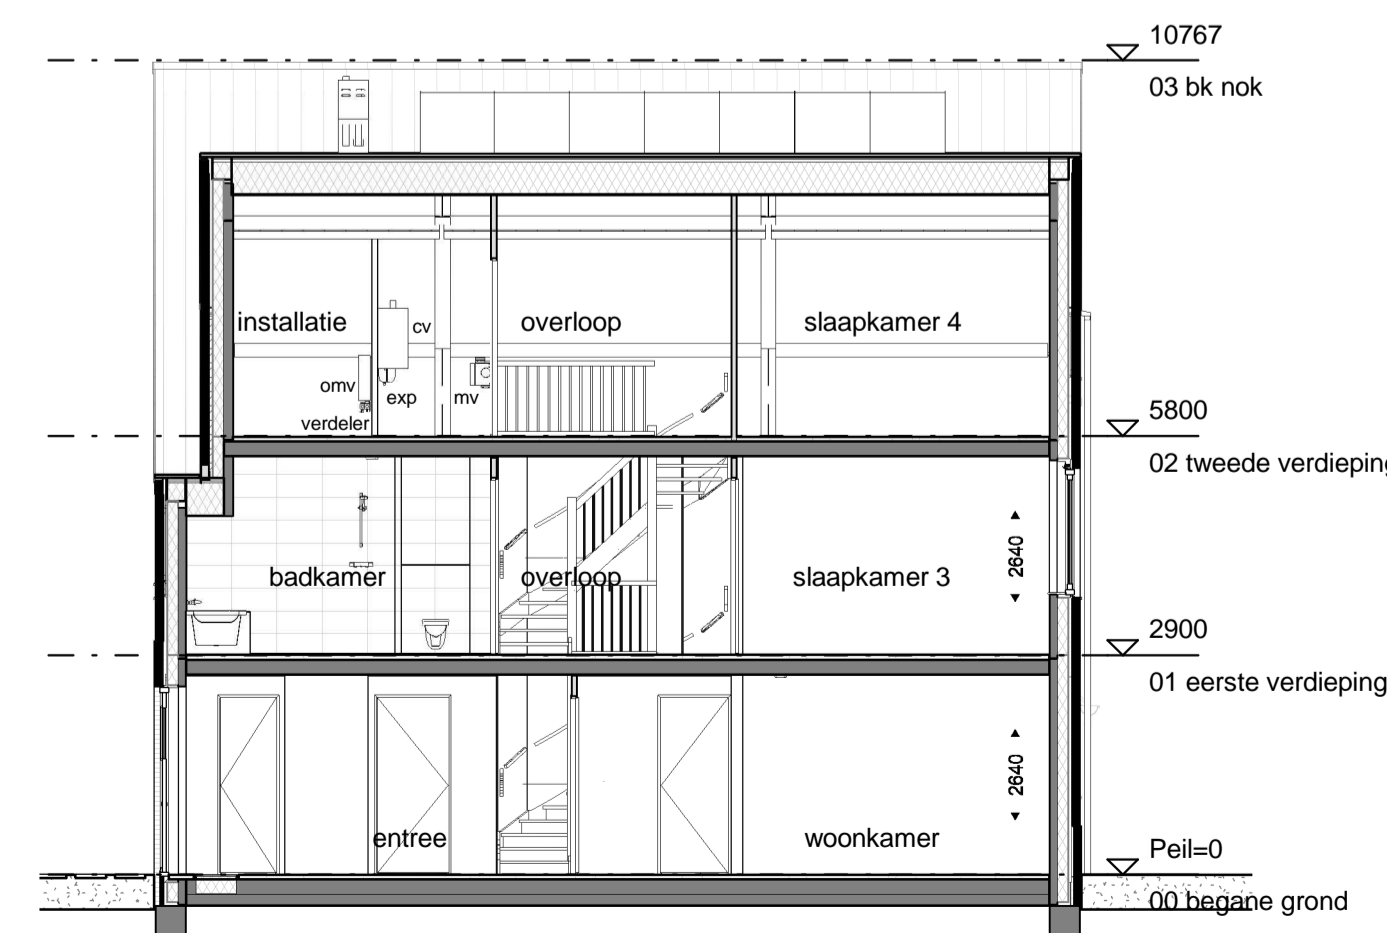 10767
03 bk nok
installatie
cv
overloop
slaapkamer 4
omv
exp
mv
verdeler
5800
02 tweede verdieping
badkamer
overloop
slaapkamer 3
2640
2900
01 eerste verdieping
2640
entree
woonkamer
Peil=0
00 begane grond